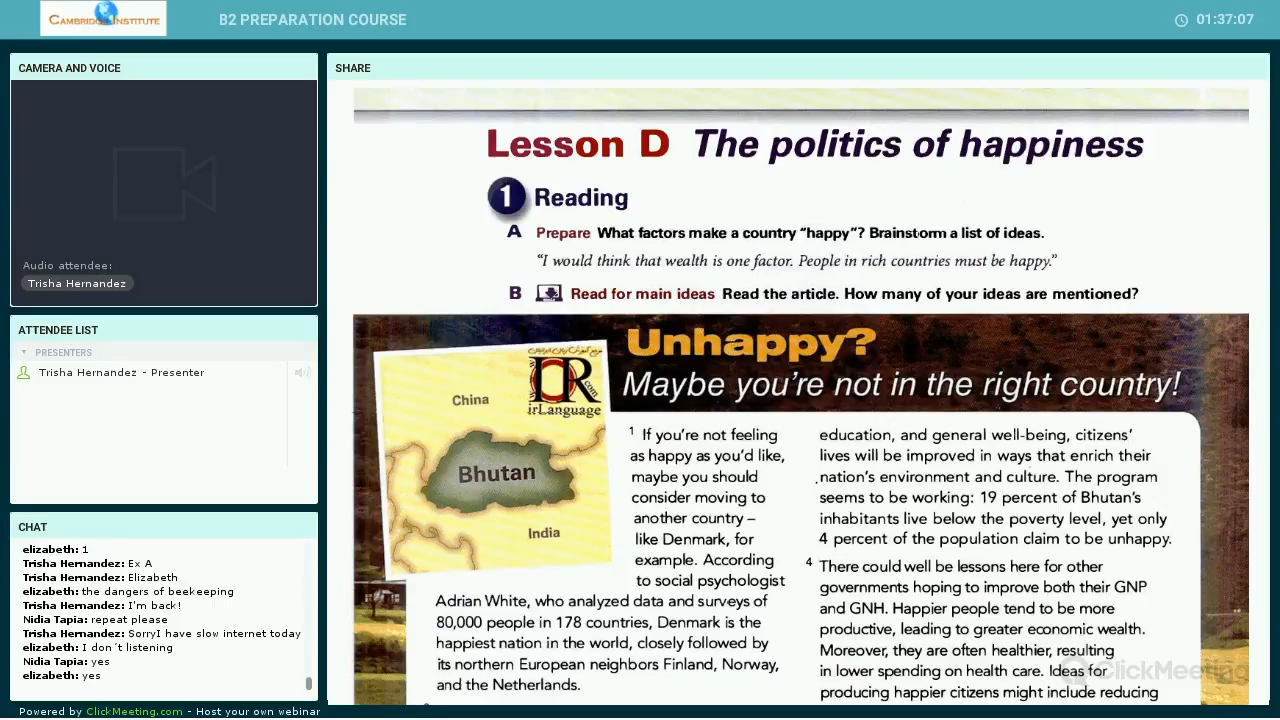 CAMBRIDGE INSTITUTE
B2 PREPARATION COURSE
01:37:07
CAMERA AND VOICE
Audio attendee:
Trisha Hernandez
ATTENDEE LIST
PRESENTERS
Trisha Hernandez - Presenter
CHAT
elizabeth: 1
Trisha Hernandez: Ex A
Trisha Hernandez: Elizabeth
elizabeth: the dangers of beekeeping
Trisha Hernandez: I'm back!
Nidia Tapia: repeat please
Trisha Hernandez: SorryI have slow internet today
elizabeth: I don´t listening
Nidia Tapia: yes
elizabeth: yes
Powered by ClickMeeting.com - Host your own webinar
SHARE
Lesson D The politics of happiness
1 Reading
A Prepare What factors make a country “happy”? Brainstorm a list of ideas.
“I would think that wealth is one factor. People in rich countries must be happy.”
B Read for main ideas Read the article. How many of your ideas are mentioned?
Unhappy?
Maybe you're not in the right country!
China
Bhutan
India
irLanguage
.com
1 If you're not feeling
as happy as you'd like,
maybe you should
consider moving to
another country –
like Denmark, for
example. According
to social psychologist
Adrian White, who analyzed data and surveys of
80,000 people in 178 countries, Denmark is the
happiest nation in the world, closely followed by
its northern European neighbors Finland, Norway,
and the Netherlands.
education, and general well-being, citizens'
lives will be improved in ways that enrich their
nation's environment and culture. The program
seems to be working: 19 percent of Bhutan's
inhabitants live below the poverty level, yet only
4 percent of the population claim to be unhappy.
4 There could well be lessons here for other
governments hoping to improve both their GNP
and GNH. Happier people tend to be more
productive, leading to greater economic wealth.
Moreover, they are often healthier, resulting
in lower spending on health care. Ideas for
producing happier citizens might include reducing
ClickMeeting